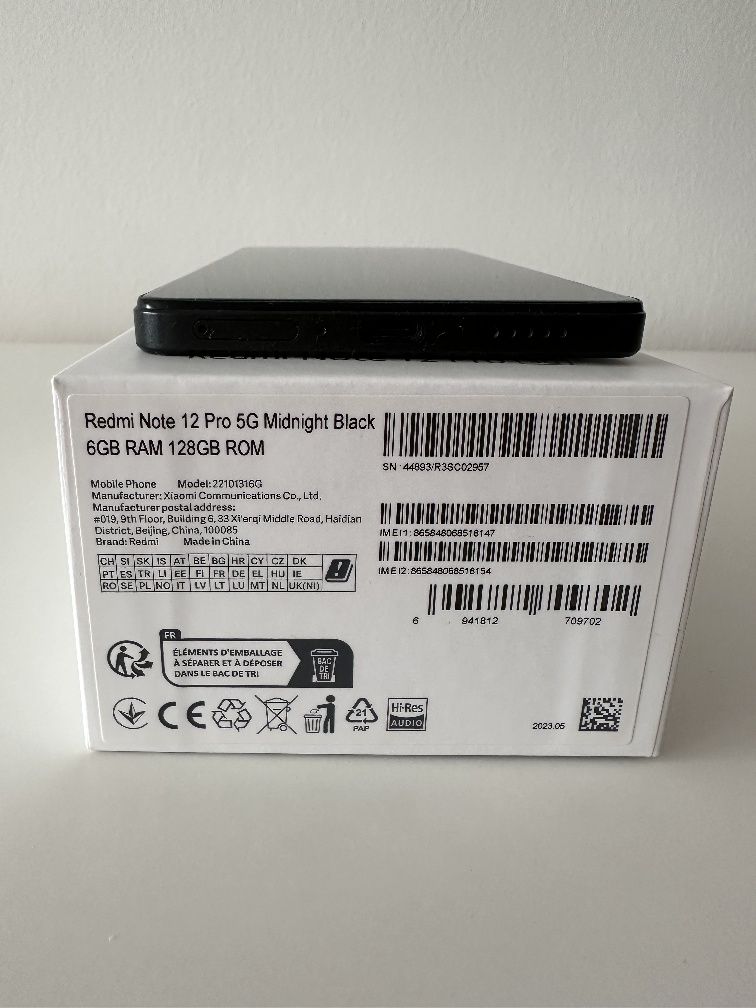 Redmi Note 12 Pro 5G Midnight Black
6GB RAM 128GB ROM
SN : 44893/R3SC02957
Mobile Phone Model: 22101316G
Manufacturer: Xiaomi Communications Co., Ltd.
Manufacturer postal address:
#019, 9th Floor, Building 6, 33 Xi'erqi Middle Road, Haidian
District, Beijing, China, 100085
Brand: Redmi Made in China
IMEI1: 865848068516147
IMEI2: 865848068516154
6 941812 709702
CH SI SK IS AT BE BG HR CY CZ DK
PT ES TR LI EE FI FR DE EL HU IE
RO SE PL NO IT LV LT LU MT NL UK(NI)
FR
ÉLÉMENTS D'EMBALLAGE
À SÉPARER ET À DÉPOSER
DANS LE BAC DE TRI
BAC
DE
TRI
CE
21
PAP
Hi-Res
AUDIO
2023.05